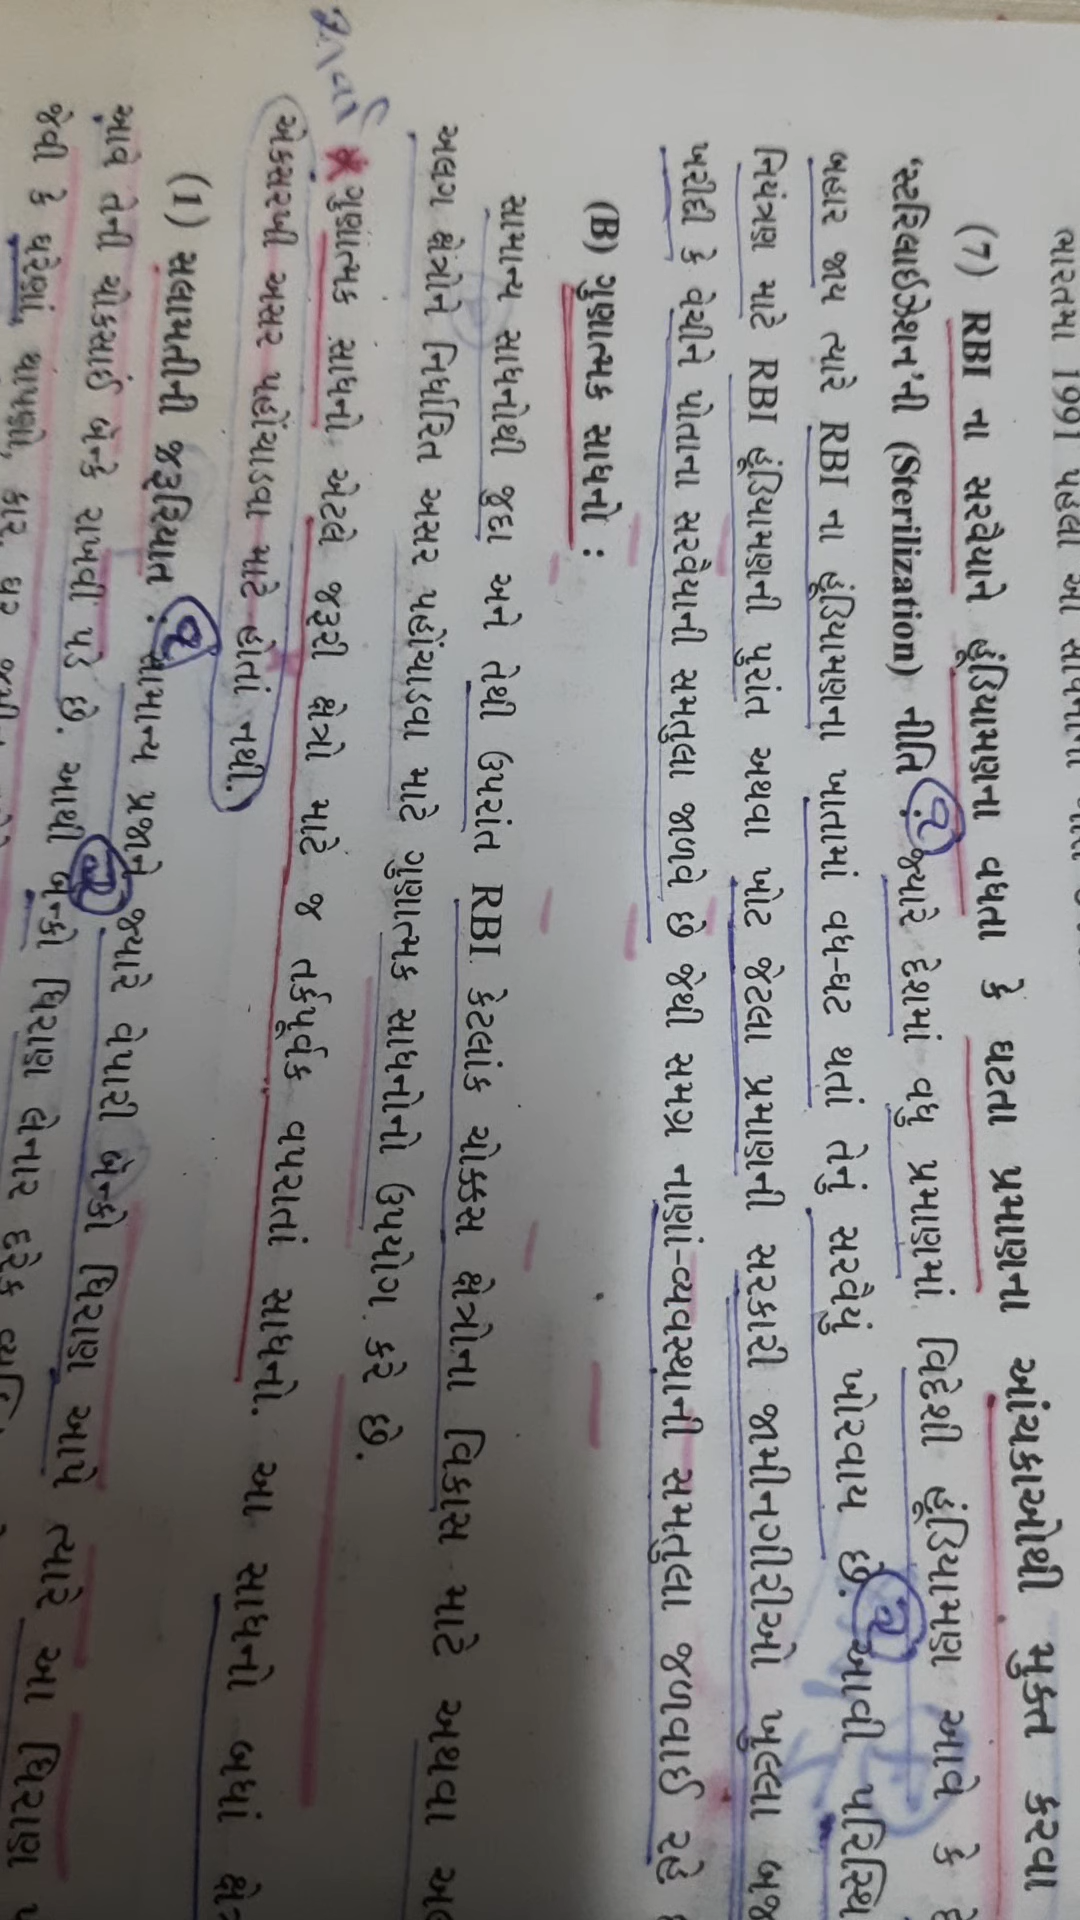 ભારતમાં 1991 પહેલાં આ સાધનનો
(7) RBI ના સરવૈયાને હૂંડિયામણના વધતા કે ઘટતા પ્રમાણના આંચકાઓથી મુક્ત કરવા
'સ્ટરિલાઈઝેશન'ની (Sterilization) નીતિ : જ્યારે દેશમાં વધુ પ્રમાણમાં વિદેશી હૂંડિયામણ આવે કે
બહાર જાય ત્યારે RBI ના હૂંડિયામણના ખાતામાં વધ-ઘટ થતાં તેનું સરવૈયું ખોરવાય છે. આવી
નિયંત્રણ માટે RBI હૂંડિયામણની પુરાંત અથવા ખોટ જેટલા પ્રમાણની સરકારી જામીનગીરીઓ ખુલ્લા
ખરીદી કે વેચીને પોતાના સરવૈયાની સમતુલા જાળવે છે જેથી સમગ્ર નાણાં-વ્યવસ્થાની સમતુલા જળવાઈ રહે
(B) ગુણાત્મક સાધનો :
સામાન્ય સાધનોથી જુદા અને તેથી ઉપરાંત RBI કેટલાંક ચોક્કસ ક્ષેત્રોના વિકાસ માટે અથવા
અલગ ક્ષેત્રોને નિર્ધારિત અસર પહોંચાડવા માટે ગુણાત્મક સાધનોનો ઉપયોગ કરે છે.
ગુણાત્મક સાધનો એટલે જરૂરી ક્ષેત્રો માટે જ તર્કપૂર્વક વપરાતાં સાધનો. આ સાધનો બધાં
એકસરખી અસર પહોંચાડવા માટે હોતાં નથી.
(1) સલામતીની જરૂરિયાત : સામાન્ય પ્રજાને જ્યારે વેપારી બૅન્કો ધિરાણ આપે ત્યારે આ ધિરાણ
આવે તેની ચોકસાઈ બૅન્કે રાખવી પડે છે. આથી બૅન્કો ધિરાણ લેનાર દરેક
જેવી કે ઘરેણાં, થાપણો, કાર, ઘર,